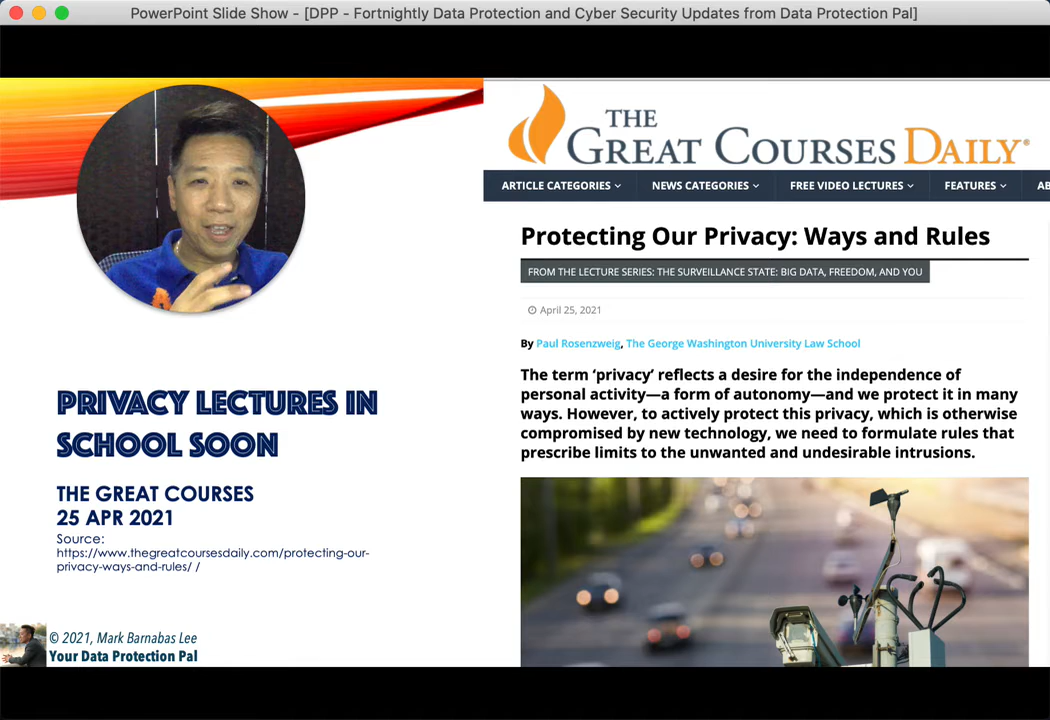 PowerPoint Slide Show - [DPP - Fortnightly Data Protection and Cyber Security Updates from Data Protection Pal]
PRIVACY LECTURES IN
SCHOOL SOON
THE GREAT COURSES
25 APR 2021
Source:
https://www.thegreatcoursesdaily.com/protecting-our-
privacy-ways-and-rules/ /
© 2021, Mark Barnabas Lee
Your Data Protection Pal
THE
GREAT COURSES DAILY®
ARTICLE CATEGORIES NEWS CATEGORIES FREE VIDEO LECTURES FEATURES AB
Protecting Our Privacy: Ways and Rules
FROM THE LECTURE SERIES: THE SURVEILLANCE STATE: BIG DATA, FREEDOM, AND YOU
April 25, 2021
By Paul Rosenzweig, The George Washington University Law School
The term ‘privacy’ reflects a desire for the independence of
personal activity—a form of autonomy—and we protect it in many
ways. However, to actively protect this privacy, which is otherwise
compromised by new technology, we need to formulate rules that
prescribe limits to the unwanted and undesirable intrusions.